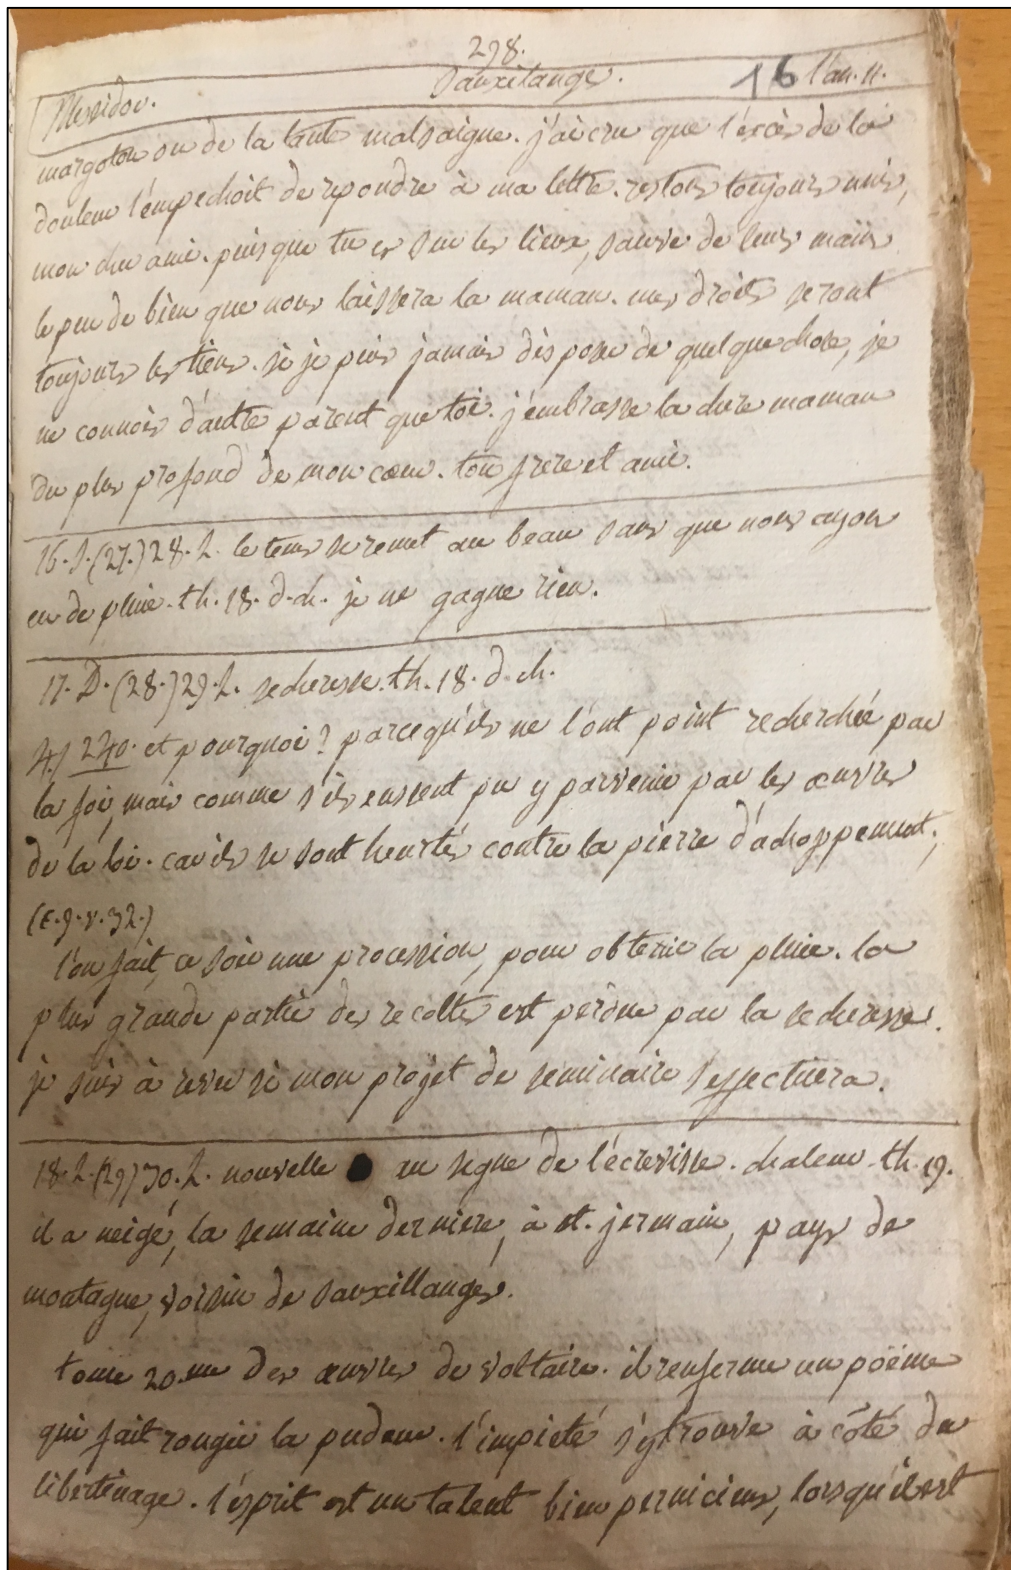 298.
Messidor. Sauxilanges. 16 l'an. 11.
margoton ou de la tante malsaigne. j'ai cru que l'excès de la
douleur l'empechoit de repondre à ma lettre. restons toujours unis,
mon cher ami. puisque tu es sur les lieux, sauve de leurs mains
le peu de bien que nous laissera la maman. mes droits seront
toujours les tiens. si je puis jamais disposer de quelque chose, je
ne connois d'autre parent que toi. j'embrasse la chere maman
du plus profond de mon coeur. ton frere et ami.
16. S. (27.) 28. L. le tems se remet au beau sans que nous ayons
eu de pluie. th. 18. d. ch. je ne gagne rien.
17. D. (28.) 29. L. secheresse. th. 18. d. ch.
4.) 240. et pourquoi? parcequ'ils ne l'ont point recherchée par
la foi, mais comme s'ils eussent pu y parvenir par les œuvres
de la loi. car ils se sont heurtés contre la pierre d'achoppement;
(c. 9. v. 32.)
l'on fait, ce soir une procession, pour obtenir la pluie. la
plus grande partie des recoltes est perdue par la secheresse.
je suis à rever si mon projet de seminaire s'effectuera.
18. L. (29) 30. L. nouvelle au signe de l'écrevisse. chaleur. th. 19.
il a neigé, la semaine derniere, à st. jermain, pays de
montagne, voisin de sauxillanges.
tome 20.me des œuvres de voltaire. il renferme un poëme
qui fait rougir la pudeur. l'impieté s'y trouve à côté du
libertinage. l'esprit est un talent bien pernicieux, lorsqu'il est